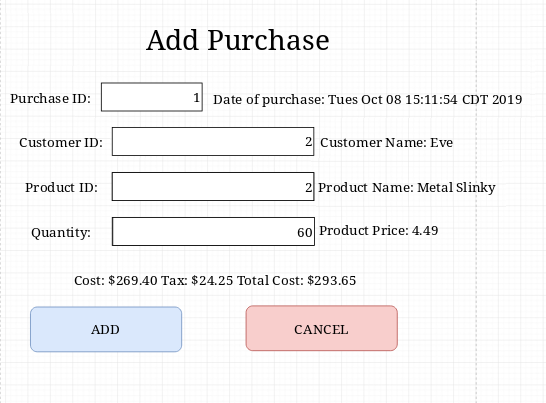 Add Purchase
Purchase ID: 1 Date of purchase: Tues Oct 08 15:11:54 CDT 2019
Customer ID: 2 Customer Name: Eve
Product ID: 2 Product Name: Metal Slinky
Quantity: 60 Product Price: 4.49
Cost: $269.40 Tax: $24.25 Total Cost: $293.65
ADD CANCEL